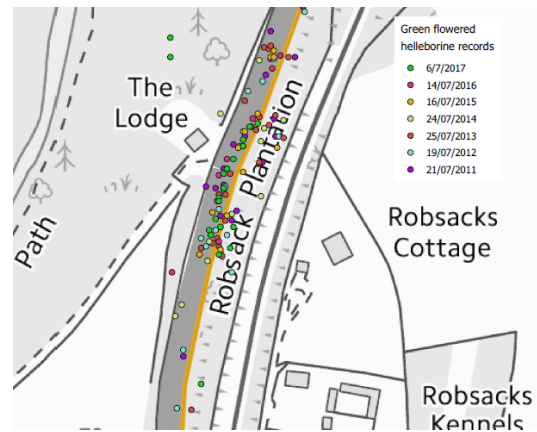 Green flowered
helleborine records
6/7/2017
14/07/2016
16/07/2015
24/07/2014
25/07/2013
19/07/2012
21/07/2011
The
Lodge
Robsack Plantation
Path
Robsacks
Cottage
Robsacks
Kennels